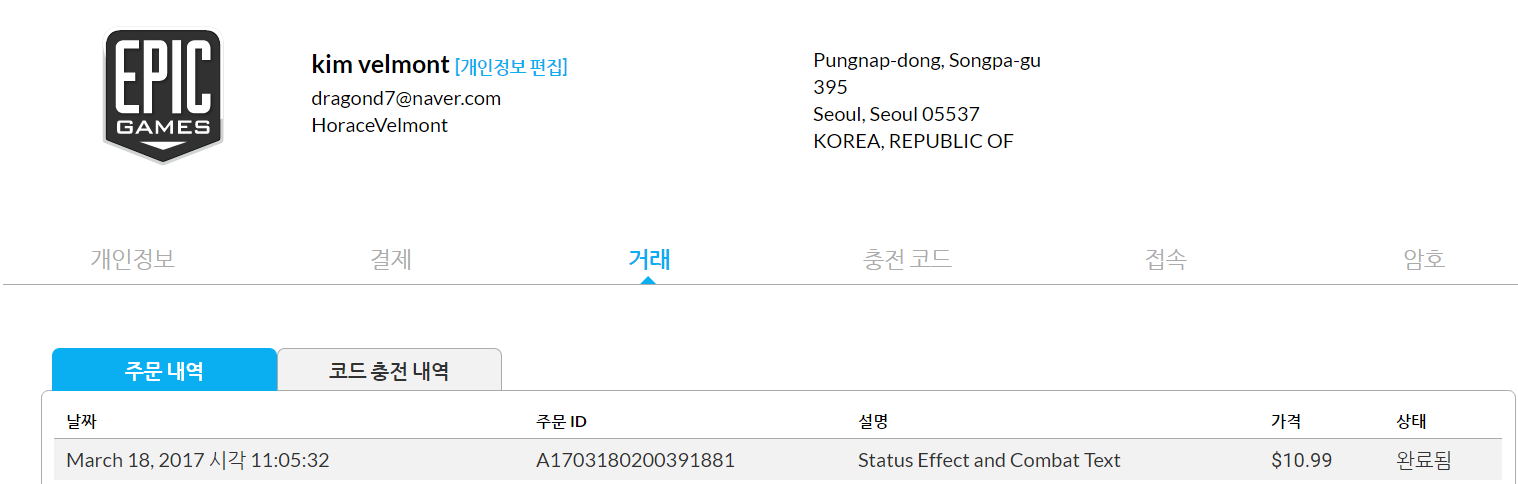 EPIC
GAMES
kim velmont [개인정보 편집]
dragond7@naver.com
HoraceVelmont
Pungnap-dong, Songpa-gu
395
Seoul, Seoul 05537
KOREA, REPUBLIC OF
개인정보 결제 거래 충전 코드 접속 암호
주문 내역 코드 충전 내역
날짜 주문 ID 설명 가격 상태
March 18, 2017 시각 11:05:32 A1703180200391881 Status Effect and Combat Text $10.99 완료됨